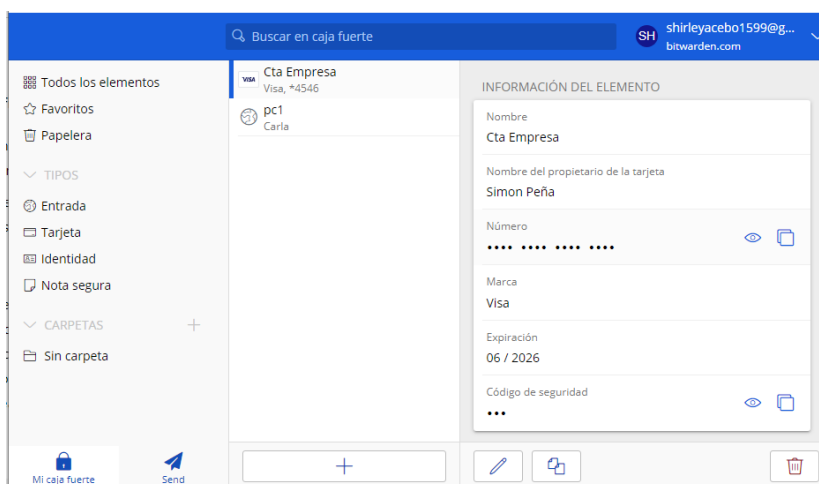 Buscar en caja fuerte
SH
shirleyacebo1599@g...
bitwarden.com
Todos los elementos
Favoritos
Papelera
TIPOS
Entrada
Tarjeta
Identidad
Nota segura
CARPETAS
Sin carpeta
Mi caja fuerte
Send
VISA
Cta Empresa
Visa, *4546
pc1
Carla
INFORMACIÓN DEL ELEMENTO
Nombre
Cta Empresa
Nombre del propietario de la tarjeta
Simon Peña
Número
•••• •••• •••• ••••
Marca
Visa
Expiración
06 / 2026
Código de seguridad
•••